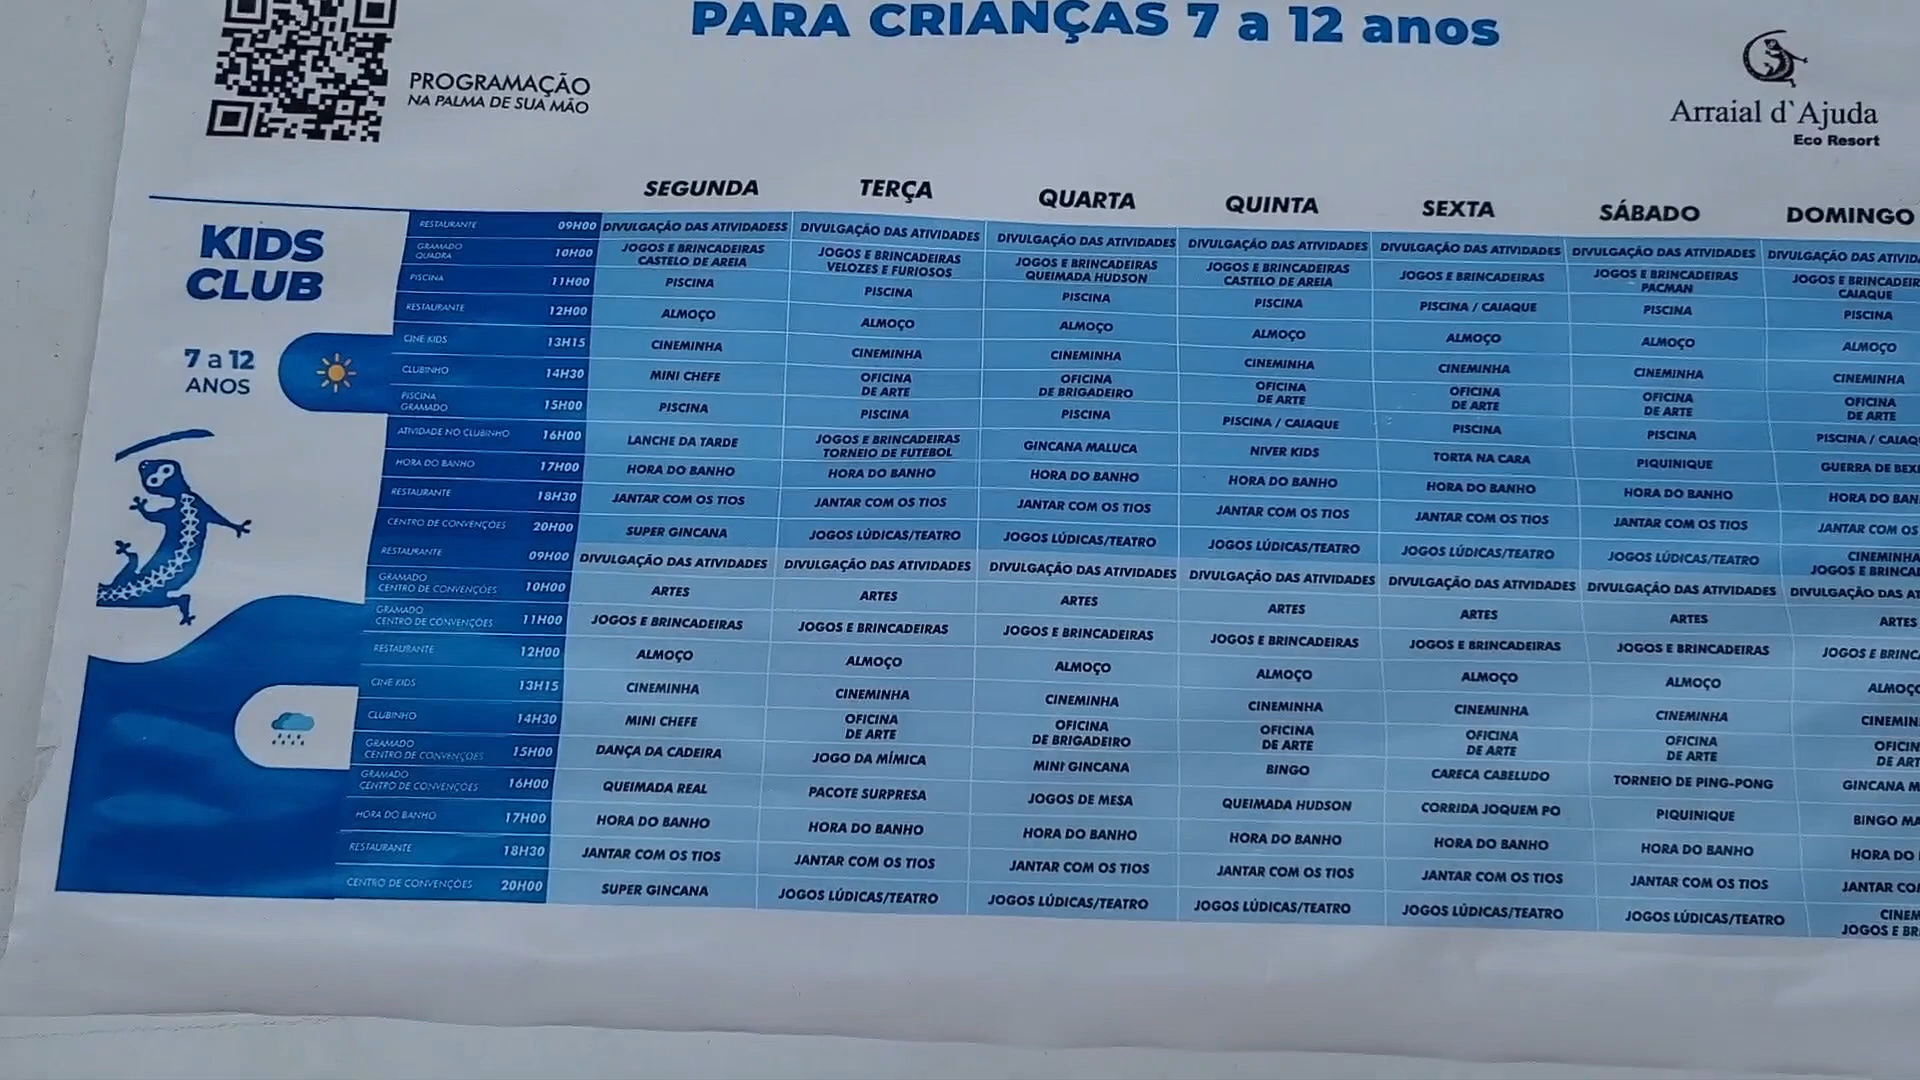 PARA CRIANÇAS 7 a 12 anos
PROGRAMAÇÃO
NA PALMA DE SUA MÃO
Arraial d`Ajuda
Eco Resort
SEGUNDA TERÇA QUARTA QUINTA SEXTA SÁBADO DOMINGO
KIDS
CLUB
7 a 12
ANOS
RESTAURANTE 09H00 DIVULGAÇÃO DAS ATIVIDADESS DIVULGAÇÃO DAS ATIVIDADES DIVULGAÇÃO DAS ATIVIDADES DIVULGAÇÃO DAS ATIVIDADES DIVULGAÇÃO DAS ATIVIDADES DIVULGAÇÃO DAS ATIVIDADES DIVULGAÇÃO DAS ATIVIDA
GRAMADO JOGOS E BRINCADEIRAS JOGOS E BRINCADEIRAS JOGOS E BRINCADEIRAS JOGOS E BRINCADEIRAS JOGOS E BRINCADEIRAS JOGOS E BRINCADEIRAS JOGOS E BRINCADEIR
QUADRA 10H00 CASTELO DE AREIA VELOZES E FURIOSOS QUEIMADA HUDSON CASTELO DE AREIA PACMAN CAIAQUE
PISCINA 11H00 PISCINA PISCINA PISCINA PISCINA PISCINA / CAIAQUE PISCINA PISCINA
RESTAURANTE 12H00 ALMOÇO ALMOÇO ALMOÇO ALMOÇO ALMOÇO ALMOÇO ALMOÇO
CINE KIDS 13H15 CINEMINHA CINEMINHA CINEMINHA CINEMINHA CINEMINHA CINEMINHA CINEMINHA
CLUBINHO 14H30 MINI CHEFE OFICINA OFICINA OFICINA OFICINA OFICINA OFICINA
DE ARTE DE BRIGADEIRO DE ARTE DE ARTE DE ARTE DE ARTE
PISCINA
GRAMADO 15H00 PISCINA PISCINA PISCINA PISCINA / CAIAQUE PISCINA PISCINA PISCINA / CAIAQ
ATIVIDADE NO CLUBINHO 16H00 LANCHE DA TARDE JOGOS E BRINCADEIRAS GINCANA MALUCA NIVER KIDS TORTA NA CARA PIQUINIQUE GUERRA DE BEXI
TORNEIO DE FUTEBOL
HORA DO BANHO 17H00 HORA DO BANHO HORA DO BANHO HORA DO BANHO HORA DO BANHO HORA DO BANHO HORA DO BANHO HORA DO BAN
RESTAURANTE 18H30 JANTAR COM OS TIOS JANTAR COM OS TIOS JANTAR COM OS TIOS JANTAR COM OS TIOS JANTAR COM OS TIOS JANTAR COM OS TIOS JANTAR COM OS
CENTRO DE CONVENÇÕES 20H00 SUPER GINCANA JOGOS LÚDICAS/TEATRO JOGOS LÚDICAS/TEATRO JOGOS LÚDICAS/TEATRO JOGOS LÚDICAS/TEATRO JOGOS LÚDICAS/TEATRO CINEMINHA
JOGOS E BRINCA
RESTAURANTE 09H00 DIVULGAÇÃO DAS ATIVIDADES DIVULGAÇÃO DAS ATIVIDADES DIVULGAÇÃO DAS ATIVIDADES DIVULGAÇÃO DAS ATIVIDADES DIVULGAÇÃO DAS ATIVIDADES DIVULGAÇÃO DAS ATIVIDADES DIVULGAÇÃO DAS AT
GRAMADO
CENTRO DE CONVENÇÕES 10H00 ARTES ARTES ARTES ARTES ARTES ARTES ARTES
GRAMADO
CENTRO DE CONVENÇÕES 11H00 JOGOS E BRINCADEIRAS JOGOS E BRINCADEIRAS JOGOS E BRINCADEIRAS JOGOS E BRINCADEIRAS JOGOS E BRINCADEIRAS JOGOS E BRINCADEIRAS JOGOS E BRINC
RESTAURANTE 12H00 ALMOÇO ALMOÇO ALMOÇO ALMOÇO ALMOÇO ALMOÇO ALMOÇ
CINE KIDS 13H15 CINEMINHA CINEMINHA CINEMINHA CINEMINHA CINEMINHA CINEMINHA CINEMIN
CLUBINHO 14H30 MINI CHEFE OFICINA OFICINA OFICINA OFICINA OFICINA OFICIN
DE ARTE DE BRIGADEIRO DE ARTE DE ARTE DE ARTE DE ART
GRAMADO
CENTRO DE CONVENÇÕES 15H00 DANÇA DA CADEIRA JOGO DA MÍMICA MINI GINCANA BINGO CARECA CABELUDO TORNEIO DE PING-PONG GINCANA M
GRAMADO
CENTRO DE CONVENÇÕES 16H00 QUEIMADA REAL PACOTE SURPRESA JOGOS DE MESA QUEIMADA HUDSON CORRIDA JOQUEM PO PIQUINIQUE BINGO MA
HORA DO BANHO 17H00 HORA DO BANHO HORA DO BANHO HORA DO BANHO HORA DO BANHO HORA DO BANHO HORA DO BANHO HORA DO
RESTAURANTE 18H30 JANTAR COM OS TIOS JANTAR COM OS TIOS JANTAR COM OS TIOS JANTAR COM OS TIOS JANTAR COM OS TIOS JANTAR COM OS TIOS JANTAR CO
CENTRO DE CONVENÇÕES 20H00 SUPER GINCANA JOGOS LÚDICAS/TEATRO JOGOS LÚDICAS/TEATRO JOGOS LÚDICAS/TEATRO JOGOS LÚDICAS/TEATRO JOGOS LÚDICAS/TEATRO CINEM
JOGOS E BR